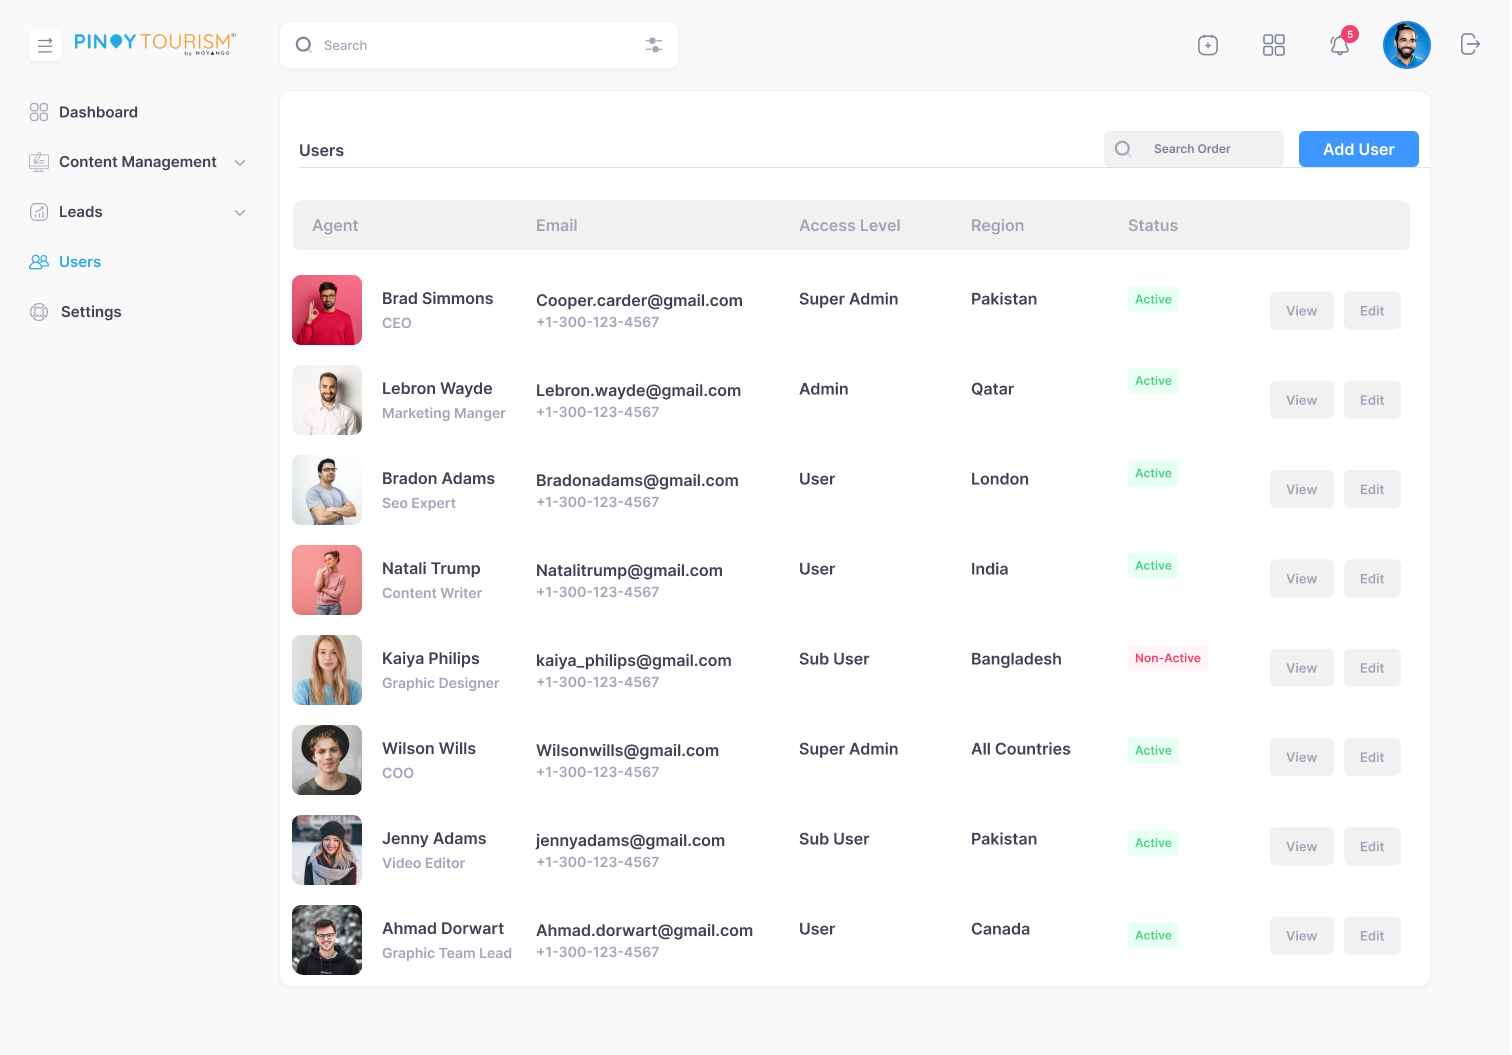 PINOY TOURISM®
by NOVANGO
Search
5
Dashboard
Content Management
Leads
Users
Settings
Users
Search Order
Add User
Agent Email Access Level Region Status
Brad Simmons
CEO
Cooper.carder@gmail.com
+1-300-123-4567
Super Admin
Pakistan
Active
View
Edit
Lebron Wayde
Marketing Manger
Lebron.wayde@gmail.com
+1-300-123-4567
Admin
Qatar
Active
View
Edit
Bradon Adams
Seo Expert
Bradonadams@gmail.com
+1-300-123-4567
User
London
Active
View
Edit
Natali Trump
Content Writer
Natalitrump@gmail.com
+1-300-123-4567
User
India
Active
View
Edit
Kaiya Philips
Graphic Designer
kaiya_philips@gmail.com
+1-300-123-4567
Sub User
Bangladesh
Non-Active
View
Edit
Wilson Wills
COO
Wilsonwills@gmail.com
+1-300-123-4567
Super Admin
All Countries
Active
View
Edit
Jenny Adams
Video Editor
jennyadams@gmail.com
+1-300-123-4567
Sub User
Pakistan
Active
View
Edit
Ahmad Dorwart
Graphic Team Lead
Ahmad.dorwart@gmail.com
+1-300-123-4567
User
Canada
Active
View
Edit